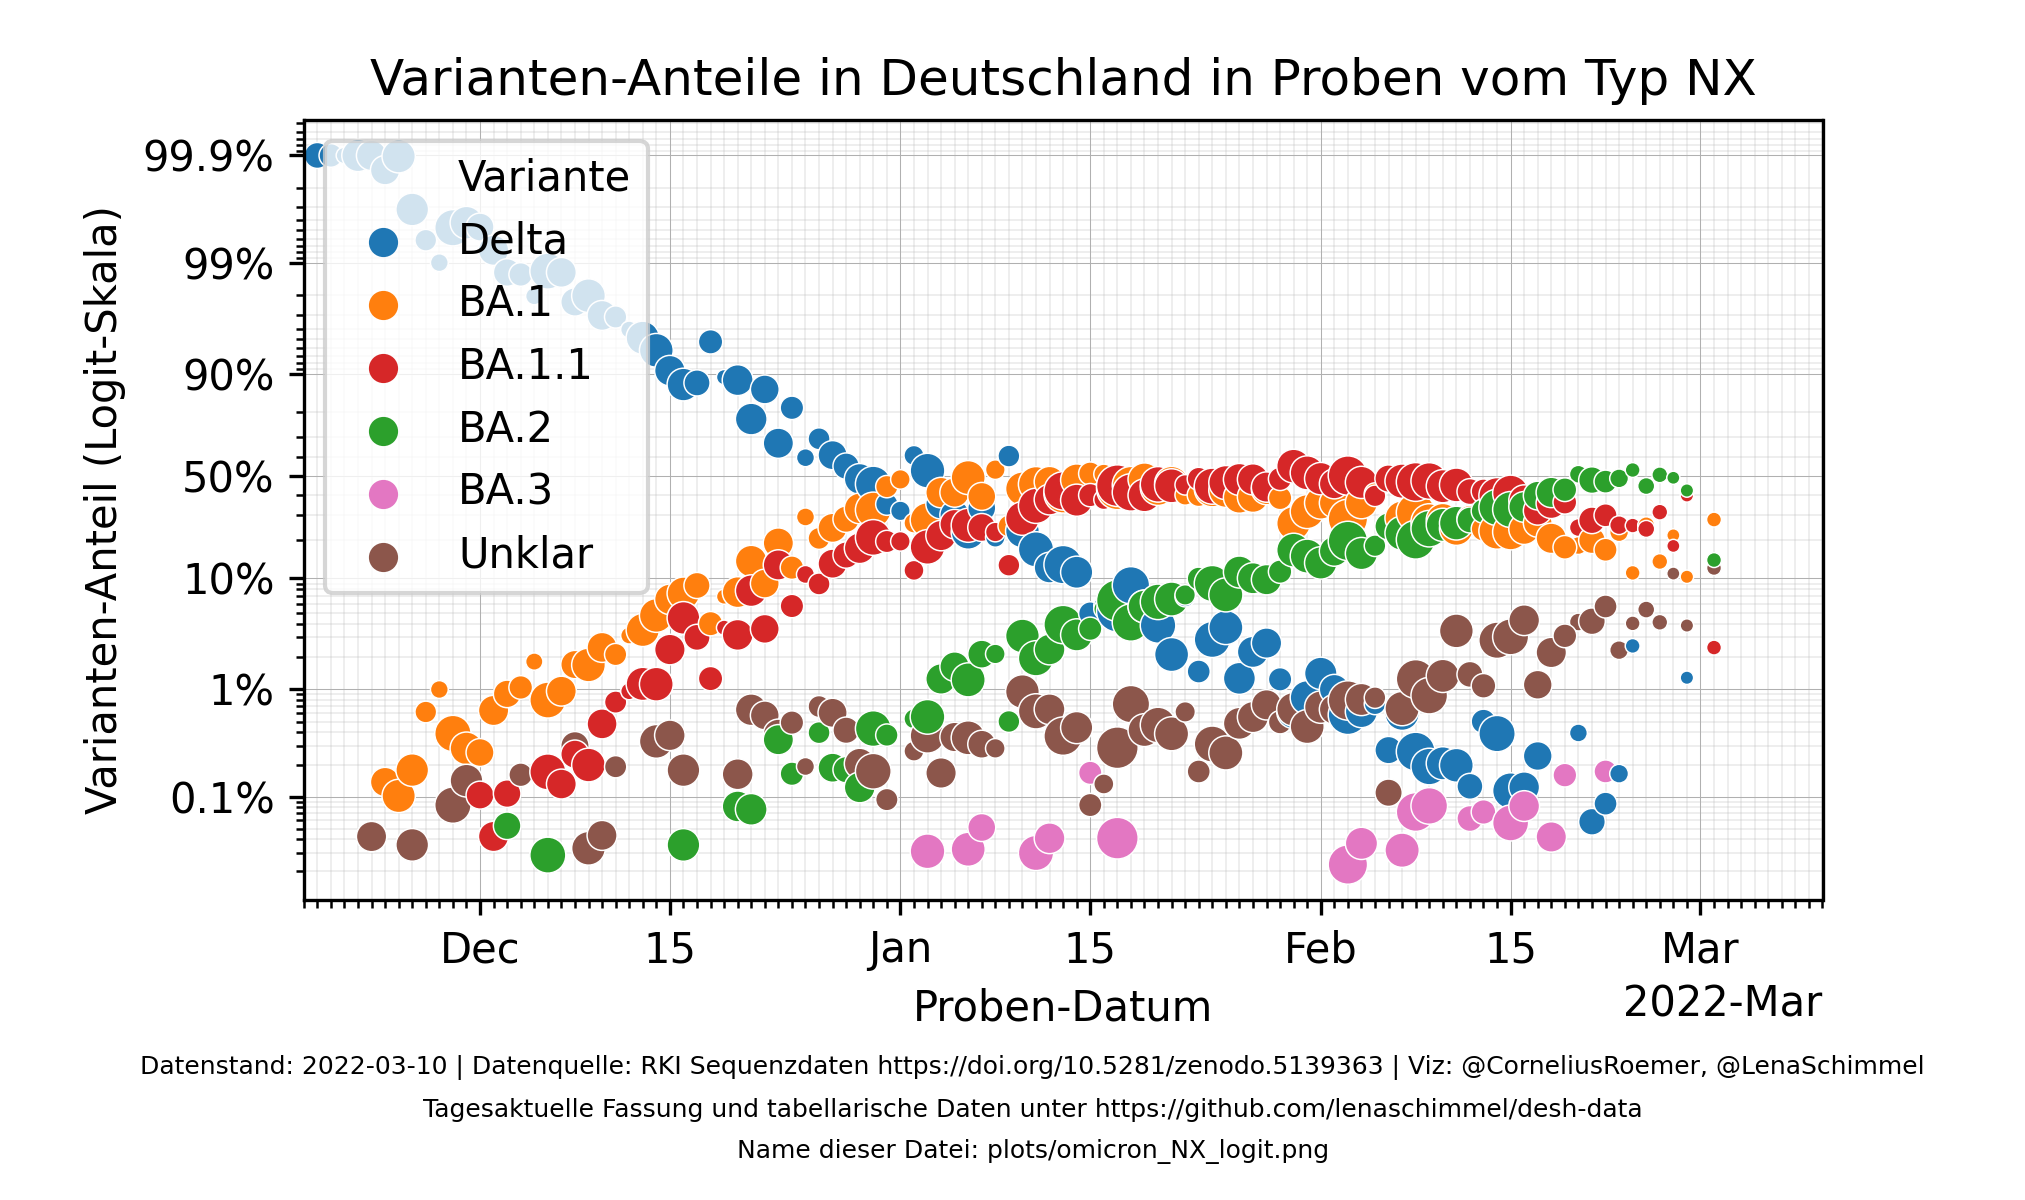 Varianten-Anteile in Deutschland in Proben vom Typ NX
Varianten-Anteil (Logit-Skala)
99.9%
99%
90%
50%
10%
1%
0.1%
Variante
Delta
BA.1
BA.1.1
BA.2
BA.3
Unklar
Dec 15 Jan 15 Feb 15 Mar
Proben-Datum
2022-Mar
Datenstand: 2022-03-10 | Datenquelle: RKI Sequenzdaten https://doi.org/10.5281/zenodo.5139363 | Viz: @CorneliusRoemer, @LenaSchimmel
Tagesaktuelle Fassung und tabellarische Daten unter https://github.com/lenaschimmel/desh-data
Name dieser Datei: plots/omicron_NX_logit.png